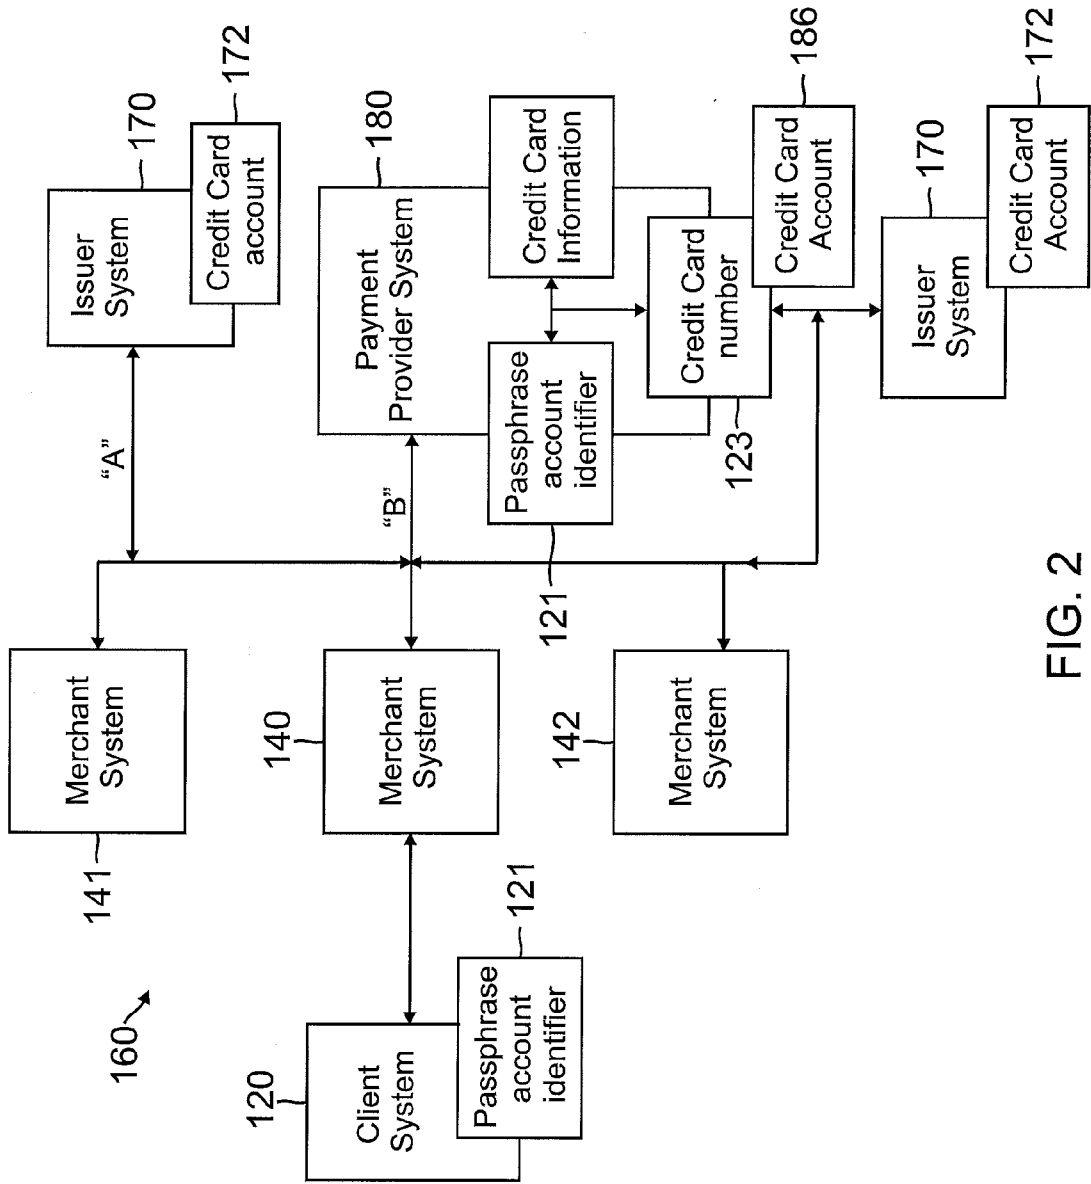 160
120
Client
System
Passphrase
account
identifier
121
141
Merchant
System
140
Merchant
System
142
Merchant
System
“A”
“B”
Issuer
System
170
Credit Card
account
172
Payment
Provider System
180
Passphrase
account
identifier
121
Credit Card
Information
Credit Card
number
123
Credit Card
Account
186
Issuer
System
170
Credit Card
Account
172
FIG. 2